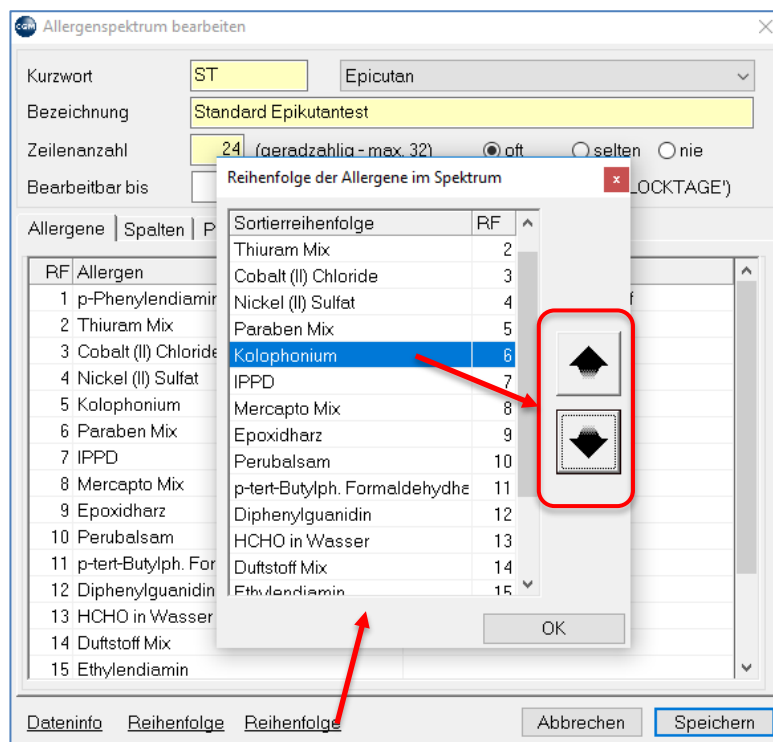 CGM Allergenspektrum bearbeiten
Kurzwort ST Epicutan
Bezeichnung Standard Epikutantest
Zeilenanzahl 24 (geradzahlig - max. 32) oft selten nie
Bearbeitbar bis LOCKTAGE')
Allergene Spalten P
RF Allergen
1 p-Phenylendiamin
2 Thiuram Mix
3 Cobalt (II) Chloride
4 Nickel (II) Sulfat
5 Kolophonium
6 Paraben Mix
7 IPPD
8 Mercapto Mix
9 Epoxidharz
10 Perubalsam
11 p-tert-Butylph. For
12 Diphenylguanidin
13 HCHO in Wasser
14 Duftstoff Mix
15 Ethylendiamin
Reihenfolge der Allergene im Spektrum x
Sortierreihenfolge RF
Thiuram Mix 2
Cobalt (II) Chloride 3
Nickel (II) Sulfat 4
Paraben Mix 5
Kolophonium 6
IPPD 7
Mercapto Mix 8
Epoxidharz 9
Perubalsam 10
p-tert-Butylph. Formaldehydha 11
Diphenylguanidin 12
HCHO in Wasser 13
Duftstoff Mix 14
Ethylendiamin 15
OK
Dateninfo Reihenfolge Reihenfolge Abbrechen Speichern